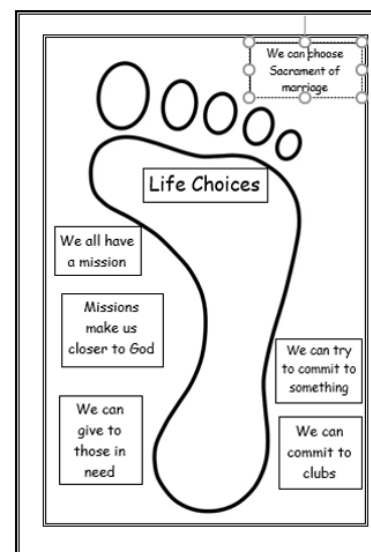 We can choose
Sacrament of
marriage
Life Choices
We all have
a mission
Missions
make us
closer to God
We can
give to
those in
need
We can try
to commit to
something
We can
commit to
clubs